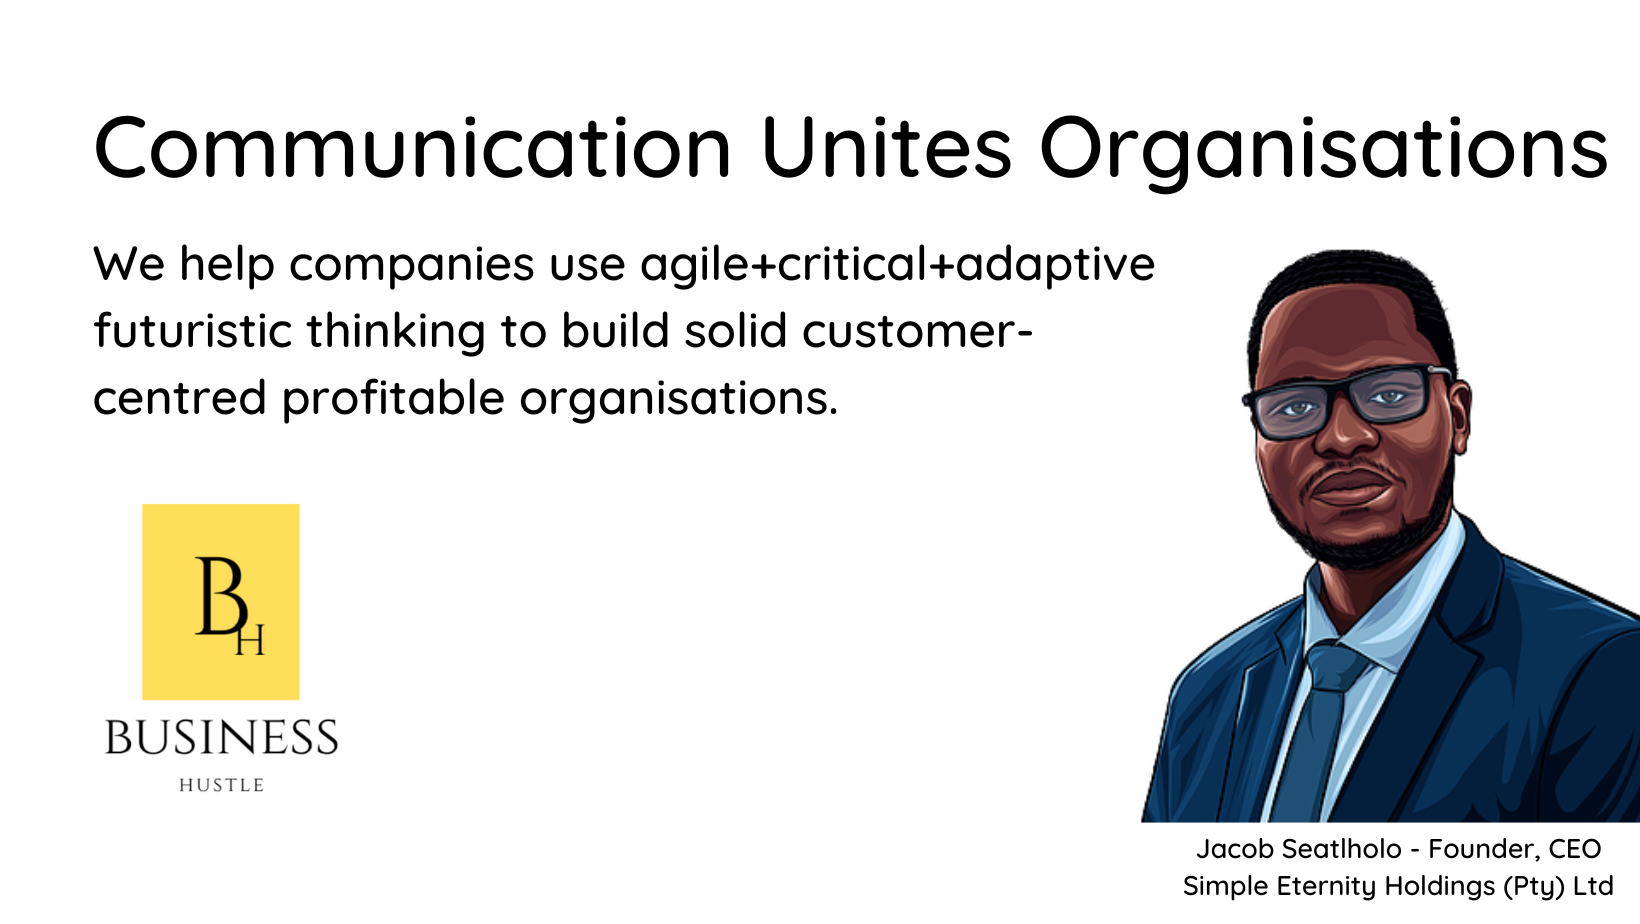 Communication Unites Organisations
We help companies use agile+critical+adaptive
futuristic thinking to build solid customer-
centred profitable organisations.
BH
BUSINESS
HUSTLE
Jacob Seatlholo - Founder, CEO
Simple Eternity Holdings (Pty) Ltd